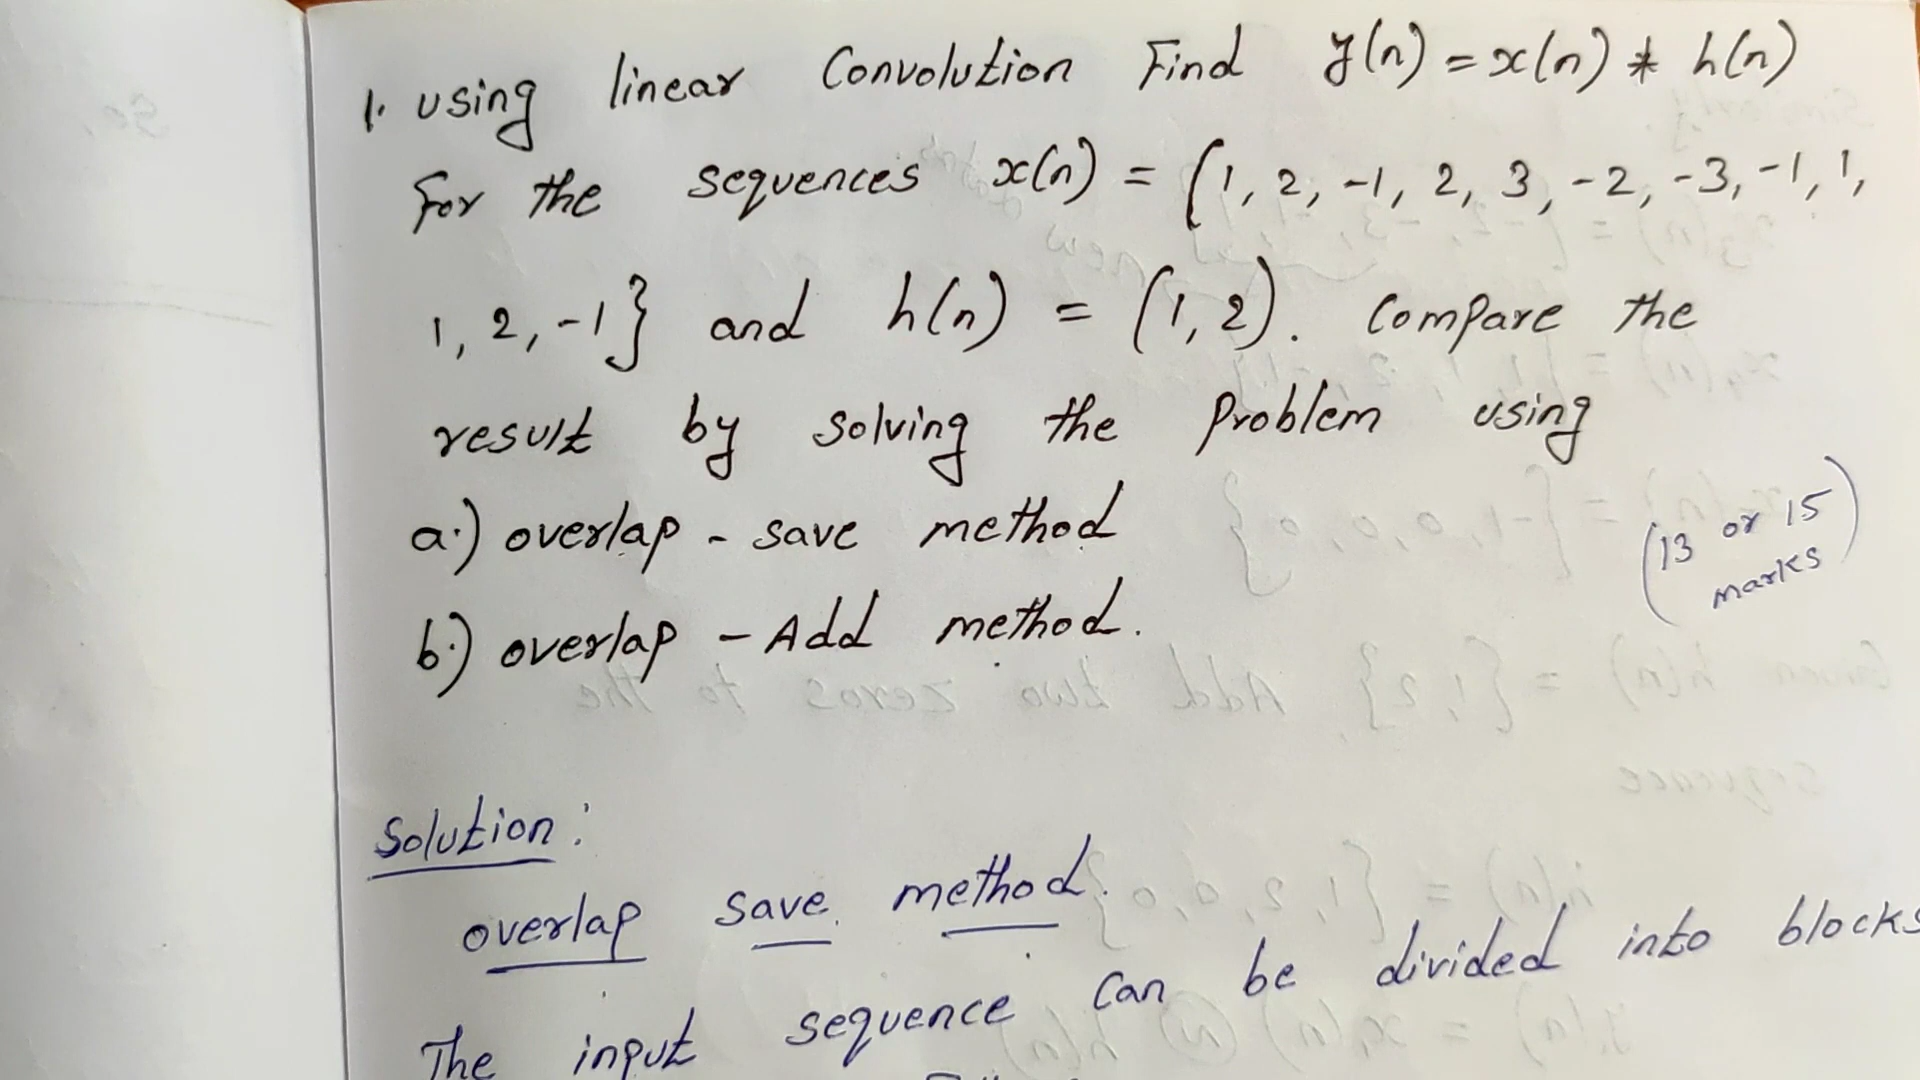 1. using linear Convolution Find y(n) = x(n) * h(n)
for the sequences x(n) = (1, 2, -1, 2, 3, -2, -3, -1, 1,
1, 2, -1} and h(n) = (1, 2). Compare the
result by solving the problem using
a.) overlap - save method
(13 or 15
marks)
b.) overlap - Add method.
Solution:
overlap save method.
The input sequence can be divided into blocks